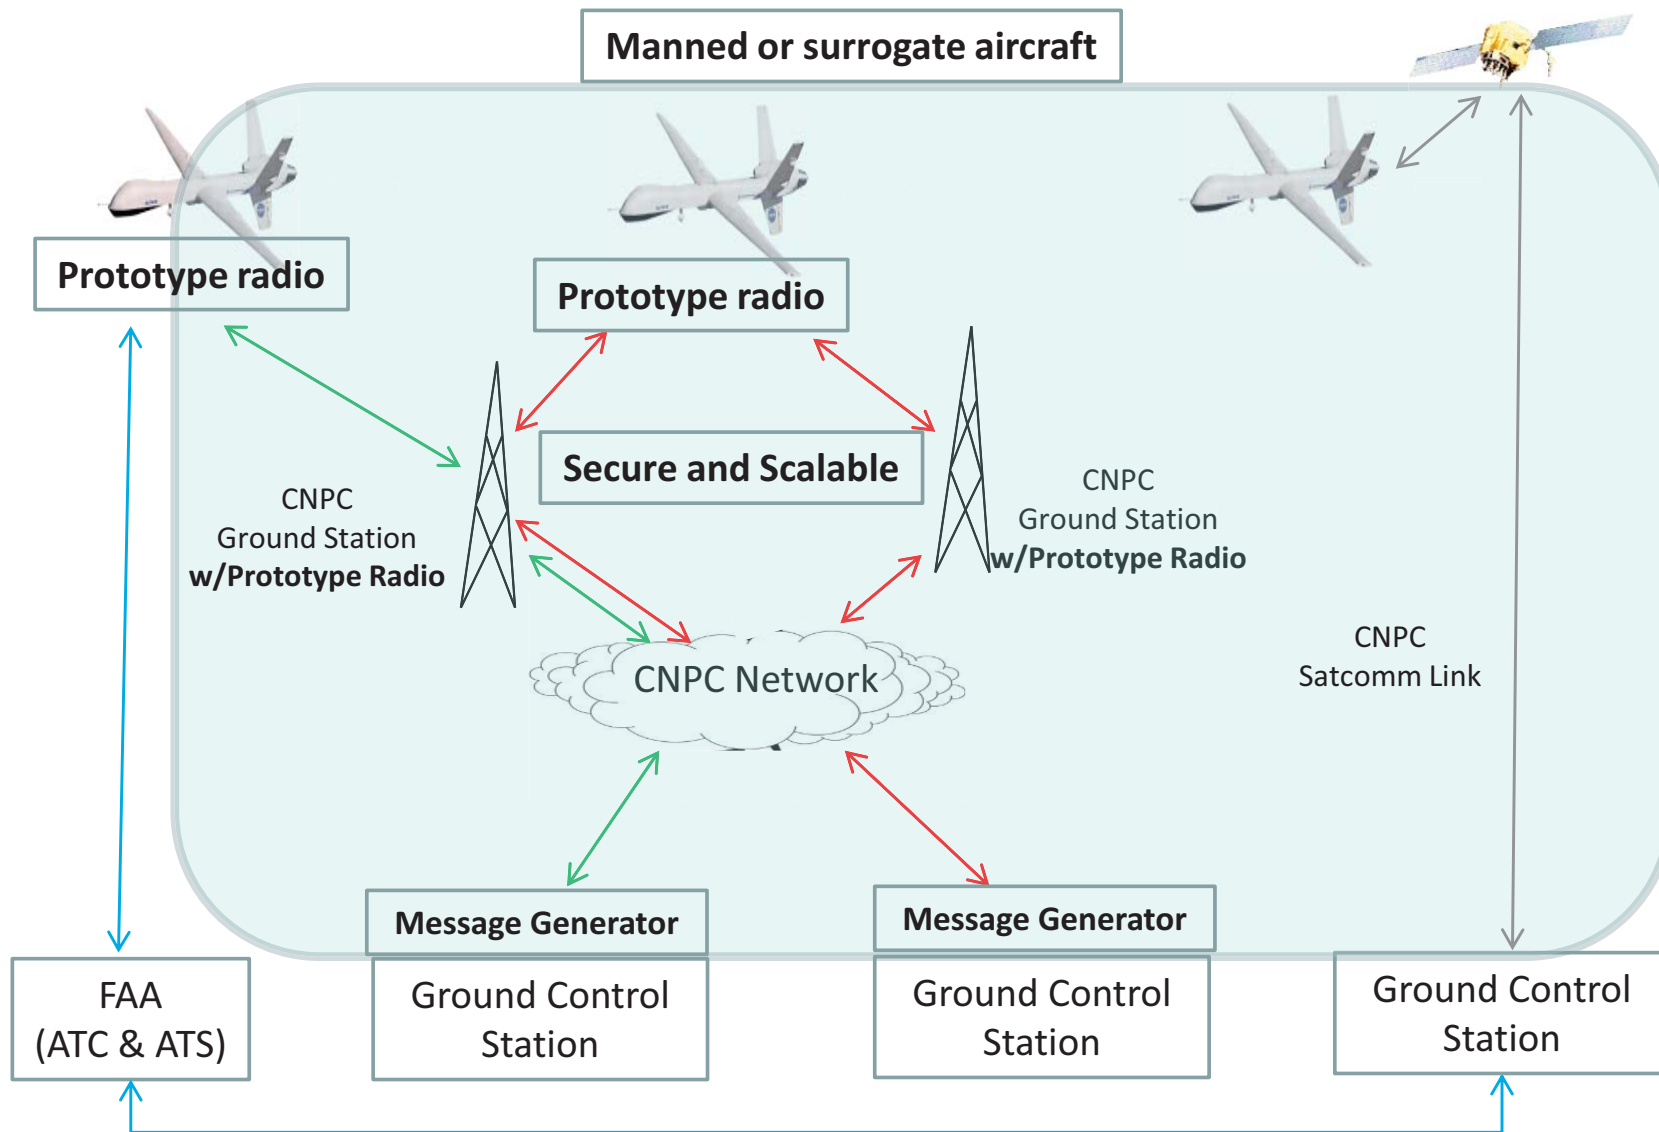 Manned or surrogate aircraft
Prototype radio
Prototype radio
Secure and Scalable
CNPC
Ground Station
w/Prototype Radio
CNPC
Ground Station
w/Prototype Radio
CNPC Network
CNPC
Satcomm Link
Message Generator
Message Generator
FAA
(ATC & ATS)
Ground Control
Station
Ground Control
Station
Ground Control
Station